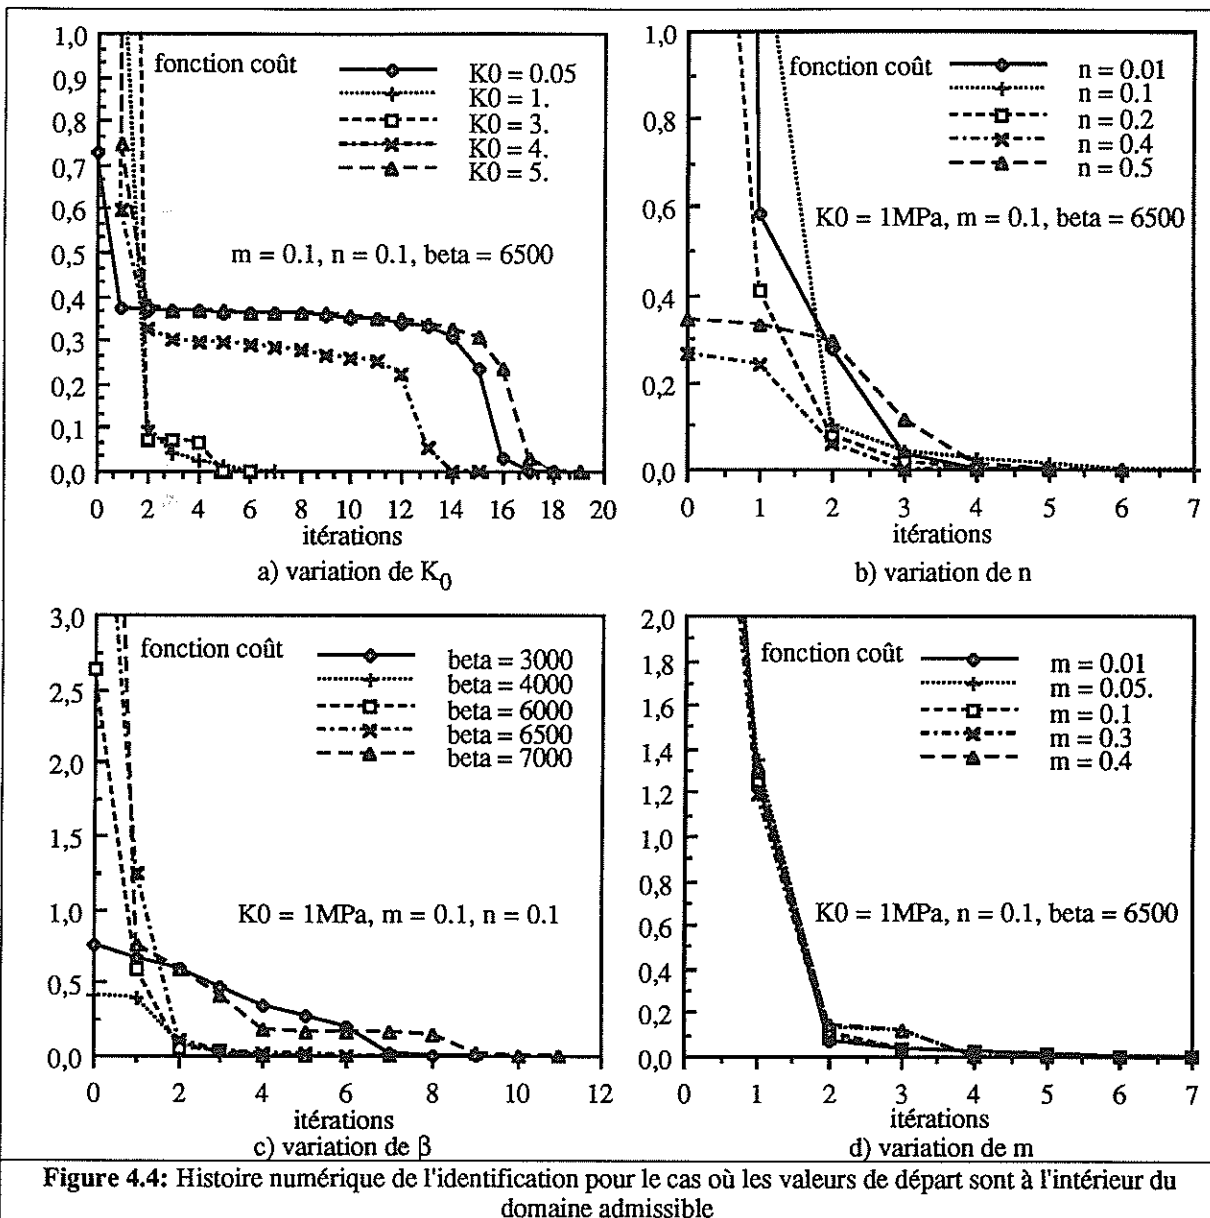 1,0
0,9
0,8
0,7
0,6
0,5
0,4
0,3
0,2
0,1
0,0
fonction coût
K0 = 0.05
K0 = 1.
K0 = 3.
K0 = 4.
K0 = 5.
m = 0.1, n = 0.1, beta = 6500
0 2 4 6 8 10 12 14 16 18 20
itérations
a) variation de K0
1,0
0,8
0,6
0,4
0,2
0,0
fonction coût
n = 0.01
n = 0.1
n = 0.2
n = 0.4
n = 0.5
K0 = 1MPa, m = 0.1, beta = 6500
0 1 2 3 4 5 6 7
itérations
b) variation de n
3,0
2,5
2,0
1,5
1,0
0,5
0,0
fonction coût
beta = 3000
beta = 4000
beta = 6000
beta = 6500
beta = 7000
K0 = 1MPa, m = 0.1, n = 0.1
0 2 4 6 8 10 12
itérations
c) variation de β
2,0
1,8
1,6
1,4
1,2
1,0
0,8
0,6
0,4
0,2
0,0
fonction coût
m = 0.01
m = 0.05.
m = 0.1
m = 0.3
m = 0.4
K0 = 1MPa, n = 0.1, beta = 6500
0 1 2 3 4 5 6 7
itérations
d) variation de m
Figure 4.4: Histoire numérique de l'identification pour le cas où les valeurs de départ sont à l'intérieur du
domaine admissible